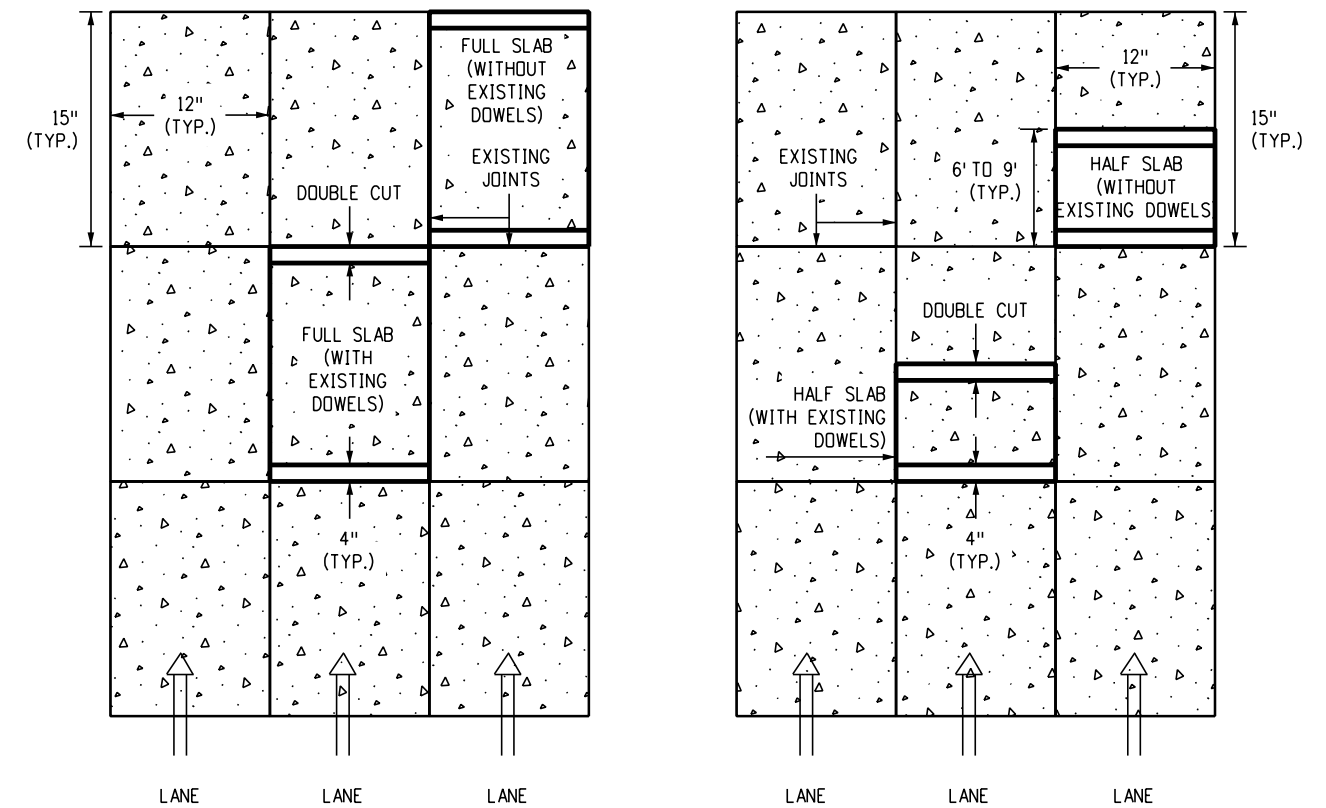 FULL SLAB
(WITHOUT
EXISTING
DOWELS)
15"
(TYP.)
12"
(TYP.)
EXISTING
JOINTS
DOUBLE CUT
FULL SLAB
(WITH
EXISTING
DOWELS)
4"
(TYP.)
LANE
LANE
LANE
12"
(TYP.)
15"
(TYP.)
EXISTING
JOINTS
6' TO 9'
(TYP.)
HALF SLAB
(WITHOUT
EXISTING DOWELS
DOUBLE CUT
HALF SLAB
(WITH EXISTING
DOWELS)
4"
(TYP.)
LANE
LANE
LANE